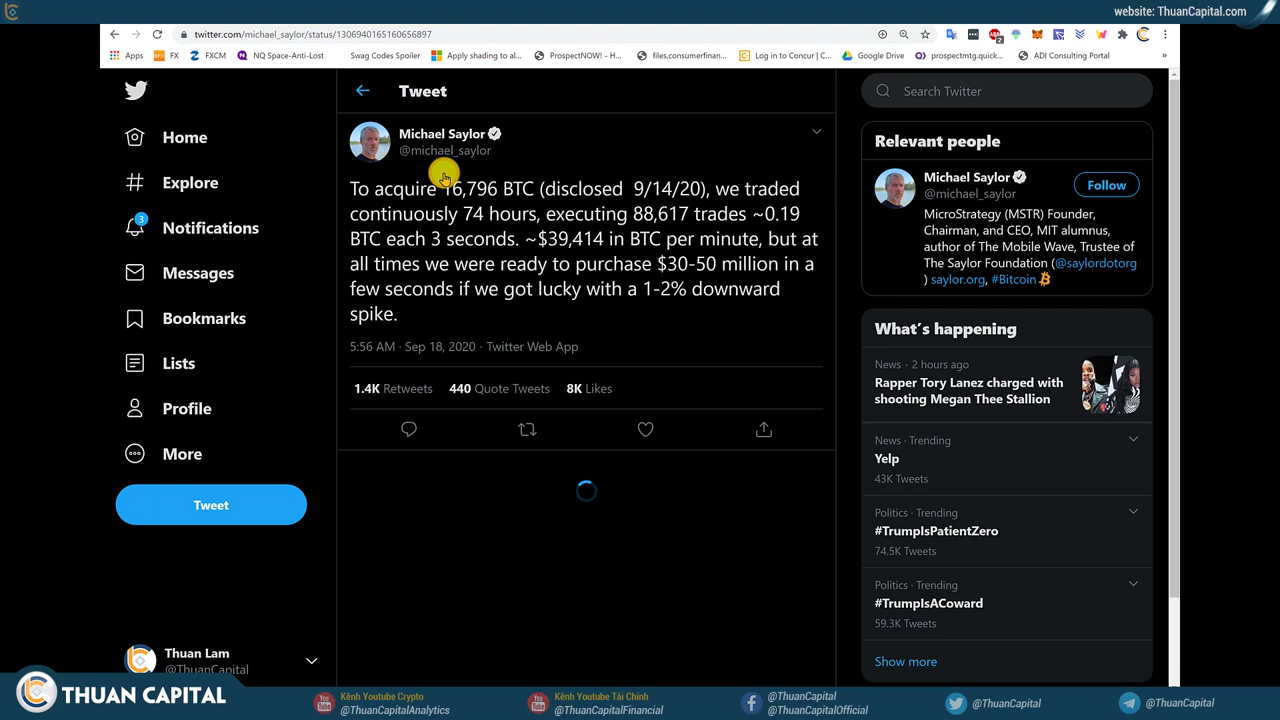 website: ThuanCapital.com
twitter.com/michael_saylor/status/1306940165160656897
Apps
FX
FXCM
NQ Space-Anti-Lost
Swag Codes Spoiler
Apply shading to al...
ProspectNOW! - H...
files.consumerfinan...
Log in to Concur | C...
Google Drive
prospectmtg.quick...
ADI Consulting Portal
»
Home
Explore
3
Notifications
Messages
Bookmarks
Lists
Profile
More
Tweet
Thuan Lam
@ThuanCapital
Tweet
Michael Saylor
@michael_saylor
To acquire 16,796 BTC (disclosed 9/14/20), we traded
continuously 74 hours, executing 88,617 trades ~0.19
BTC each 3 seconds. ~$39,414 in BTC per minute, but at
all times we were ready to purchase $30-50 million in a
few seconds if we got lucky with a 1-2% downward
spike.
5:56 AM · Sep 18, 2020 · Twitter Web App
1.4K Retweets 440 Quote Tweets 8K Likes
Search Twitter
Relevant people
Michael Saylor
@michael_saylor
Follow
MicroStrategy (MSTR) Founder,
Chairman, and CEO, MIT alumnus,
author of The Mobile Wave, Trustee of
The Saylor Foundation (@saylordotorg
) saylor.org, #Bitcoin
What's happening
News · 2 hours ago
Rapper Tory Lanez charged with
shooting Megan Thee Stallion
News · Trending
Yelp
43K Tweets
Politics · Trending
#TrumpIsPatientZero
74.5K Tweets
Politics · Trending
#TrumpIsACoward
59.3K Tweets
Show more
THUAN CAPITAL
Kênh Youtube Crypto
@ThuanCapitalAnalytics
Kênh Youtube Tài Chính
@ThuanCapitalFinancial
@ThuanCapital
@ThuanCapitalOfficial
@ThuanCapital
@ThuanCapital